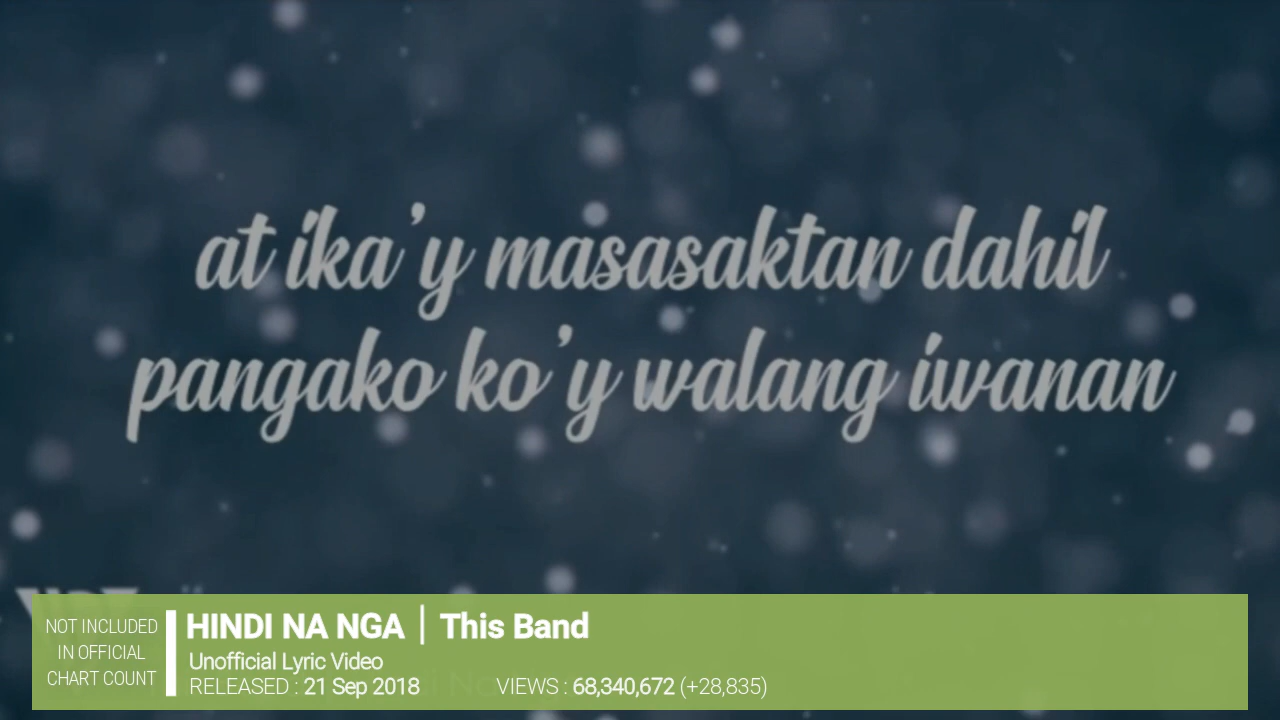 at ika'y masasaktan dahil
pangako ko'y walang iwanan
NOT INCLUDED
IN OFFICIAL
CHART COUNT
HINDI NA NGA | This Band
Unofficial Lyric Video
RELEASED : 21 Sep 2018 VIEWS : 68,340,672 (+28,835)